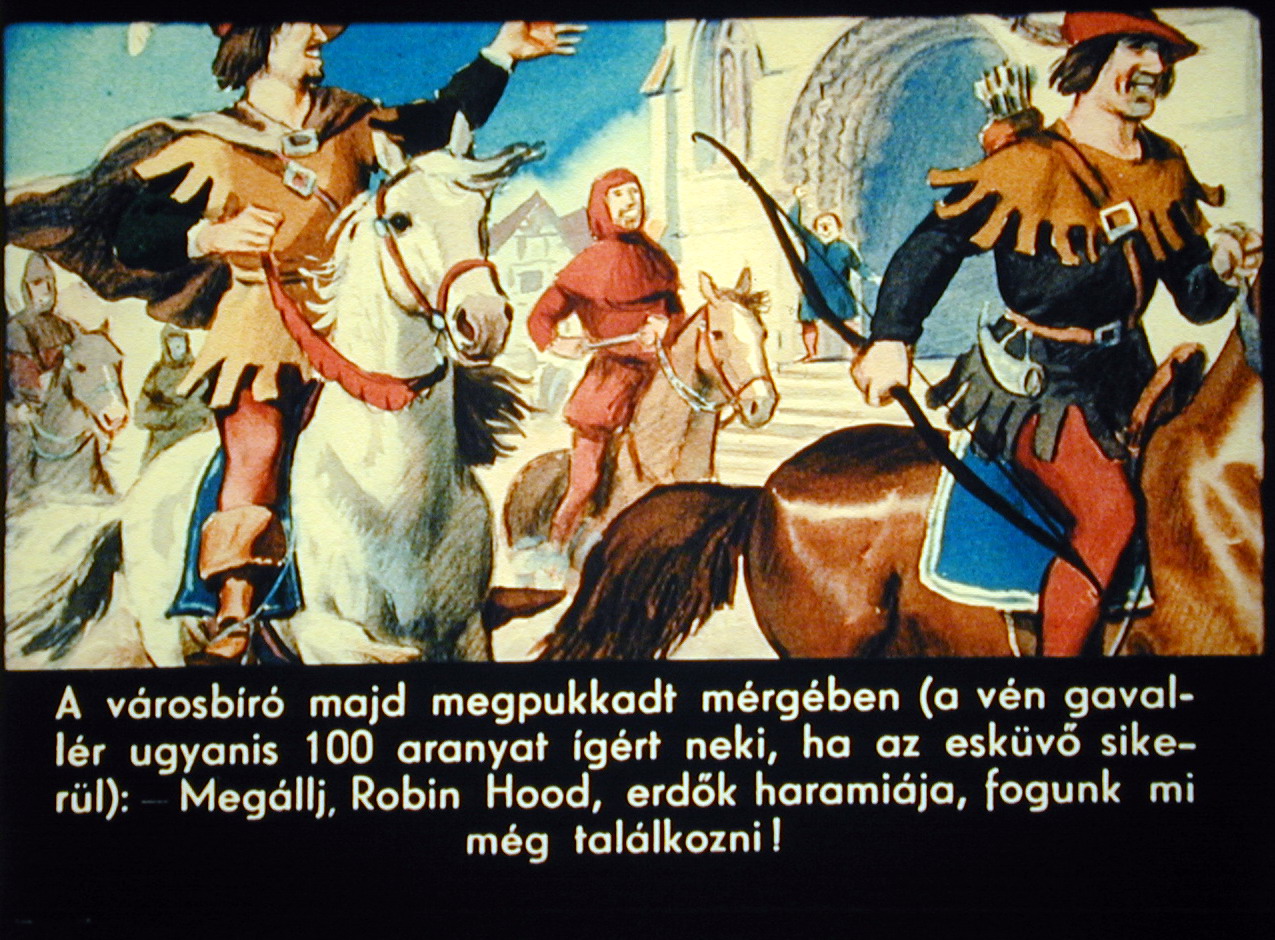 A városbíró majd megpukkadt mérgében (a vén gaval-
lér ugyanis 100 aranyat ígért neki, ha az esküvő sike-
rül): — Megállj, Robin Hood, erdők haramiája, fogunk mi
még találkozni!